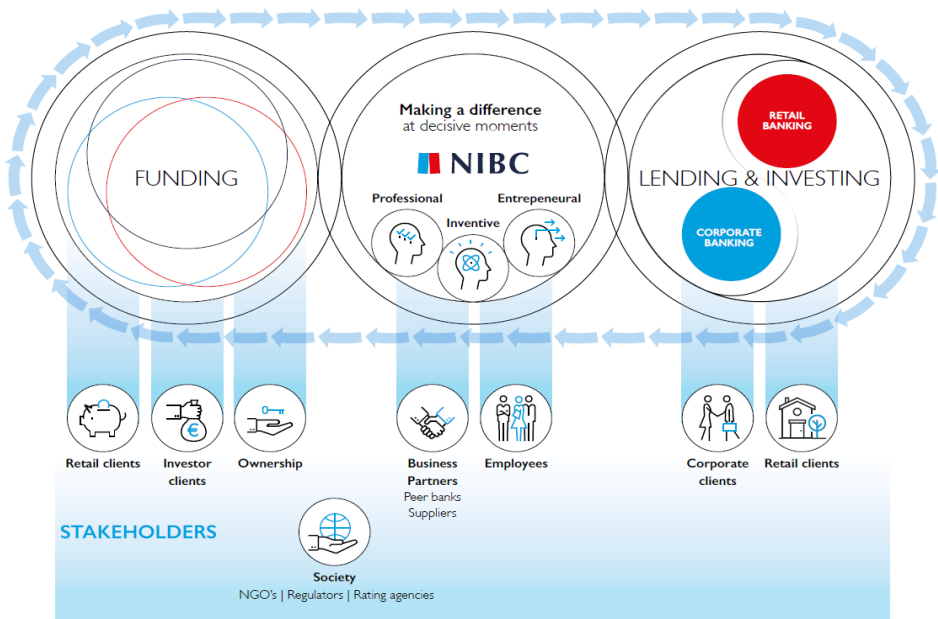 Making a difference
at decisive moments
NIBC
FUNDING
Professional
Inventive
Entrepeneural
LENDING & INVESTING
RETAIL
BANKING
CORPORATE
BANKING
€
Retail clients
Investor
clients
Ownership
Business
Partners
Peer banks
Suppliers
Employees
Corporate
clients
Retail clients
STAKEHOLDERS
Society
NGO's | Regulators | Rating agencies